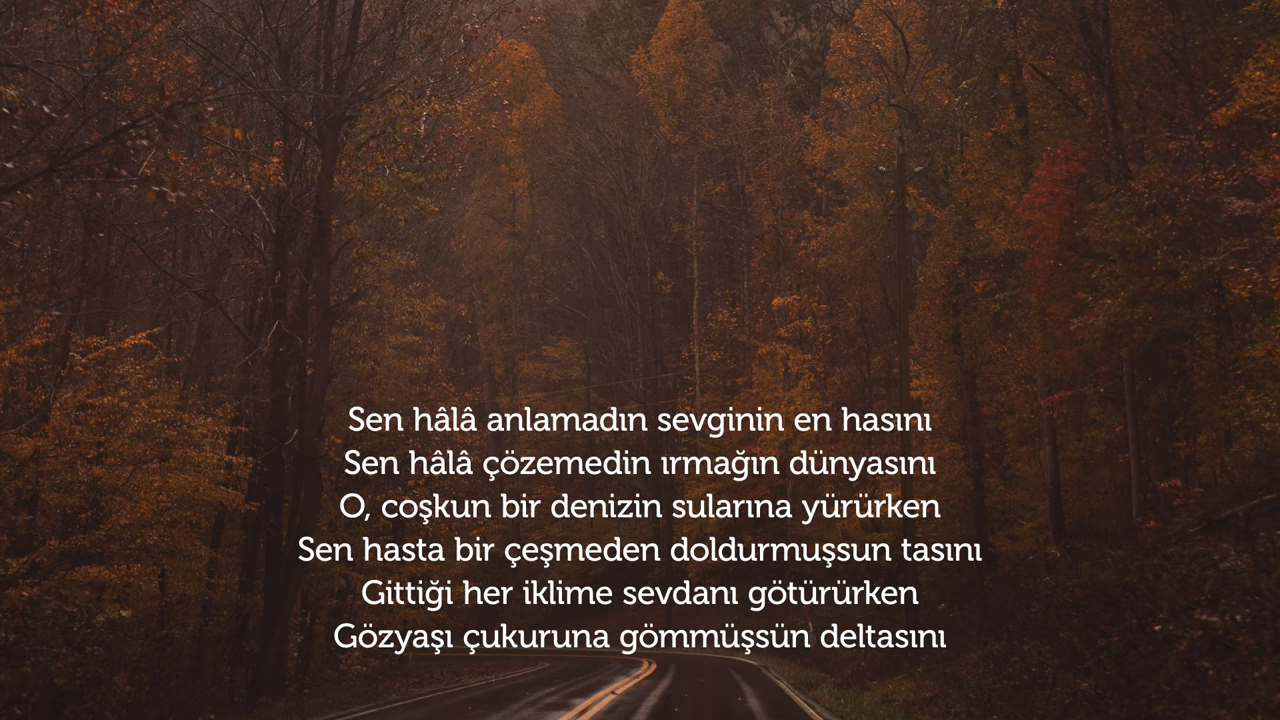 Sen hâlâ anlamadın sevginin en hasını
Sen hâlâ çözemedin ırmağın dünyasını
O, coşkun bir denizin sularına yürürken
Sen hasta bir çeşmeden doldurmuşsun tasını
Gittiği her iklime sevdanı götürürken
Gözyaşı çukuruna gömmüşsün deltasını